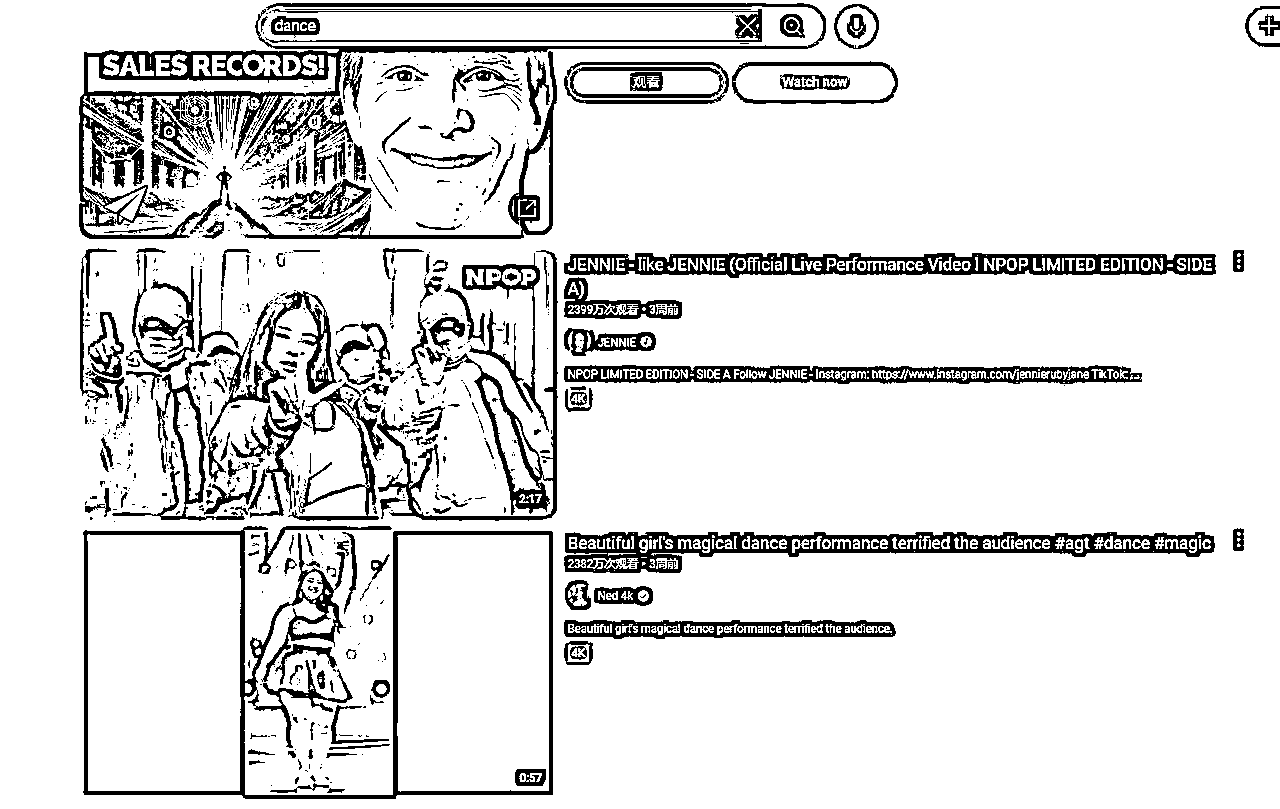 dance
SALES RECORDS!
观看
Watch now
NPOP
2:17
JENNIE - like JENNIE (Official Live Performance Video | NPOP LIMITED EDITION - SIDE
A)
2399万次观看 • 3周前
JENNIE
NPOP LIMITED EDITION - SIDE A Follow JENNIE - Instagram: https://www.instagram.com/jennierubyjane TikTok: ...
4K
0:57
Beautiful girl's magical dance performance terrified the audience #agt #dance #magic
2382万次观看 • 3周前
Ned 4k
Beautiful girl's magical dance performance terrified the audience.
4K